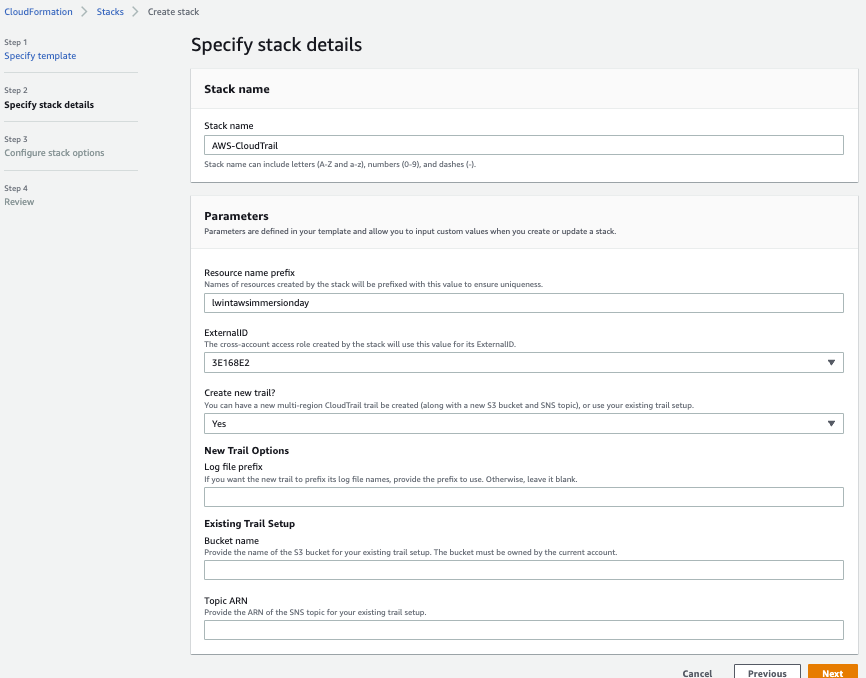 CloudFormation > Stacks > Create stack
Step 1
Specify template
Step 2
Specify stack details
Step 3
Configure stack options
Step 4
Review
Specify stack details
Stack name
Stack name
AWS-CloudTrail
Stack name can include letters (A-Z and a-z), numbers (0-9), and dashes (-).
Parameters
Parameters are defined in your template and allow you to input custom values when you create or update a stack.
Resource name prefix
Names of resources created by the stack will be prefixed with this value to ensure uniqueness.
lwintawsimmersionday
ExternalID
The cross-account access role created by the stack will use this value for its ExternalID.
3E168E2
Create new trail?
You can have a new multi-region CloudTrail trail be created (along with a new S3 bucket and SNS topic), or use your existing trail setup.
Yes
New Trail Options
Log file prefix
If you want the new trail to prefix its log file names, provide the prefix to use. Otherwise, leave it blank.
Existing Trail Setup
Bucket name
Provide the name of the S3 bucket for your existing trail setup. The bucket must be owned by the current account.
Topic ARN
Provide the ARN of the SNS topic for your existing trail setup.
Cancel Previous Next